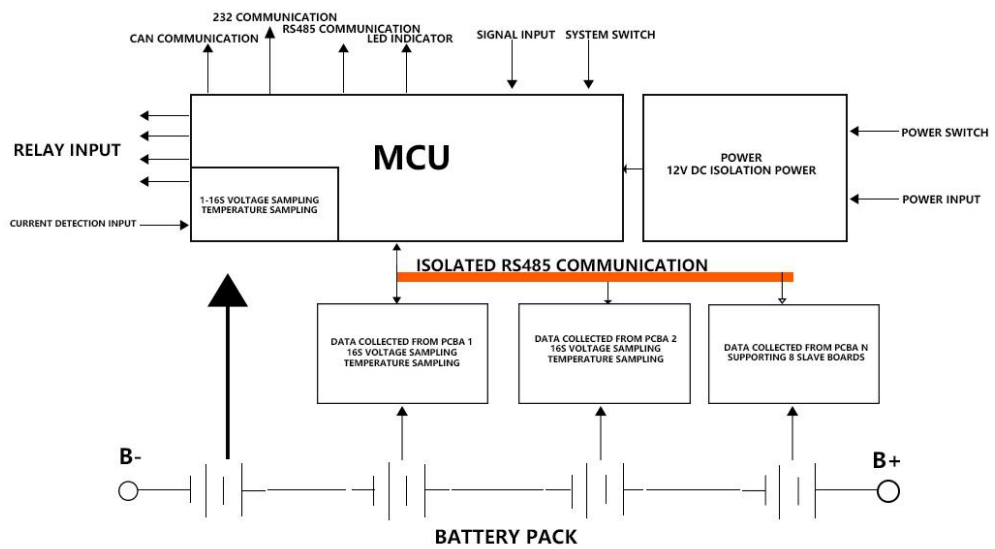 232 COMMUNICATION
CAN COMMUNICATION
RS485 COMMUNICATION
LED INDICATOR
SIGNAL INPUT
SYSTEM SWITCH
RELAY INPUT
MCU
POWER
12V DC ISOLATION POWER
POWER SWITCH
1-16S VOLTAGE SAMPLING
TEMPERATURE SAMPLING
POWER INPUT
CURRENT DETECTION INPUT
ISOLATED RS485 COMMUNICATION
DATA COLLECTED FROM PCBA 1
16S VOLTAGE SAMPLING
TEMPERATURE SAMPLING
DATA COLLECTED FROM PCBA 2
16S VOLTAGE SAMPLING
TEMPERATURE SAMPLING
DATA COLLECTED FROM PCBA N
SUPPORTING 8 SLAVE BOARDS
B-
B+
BATTERY PACK